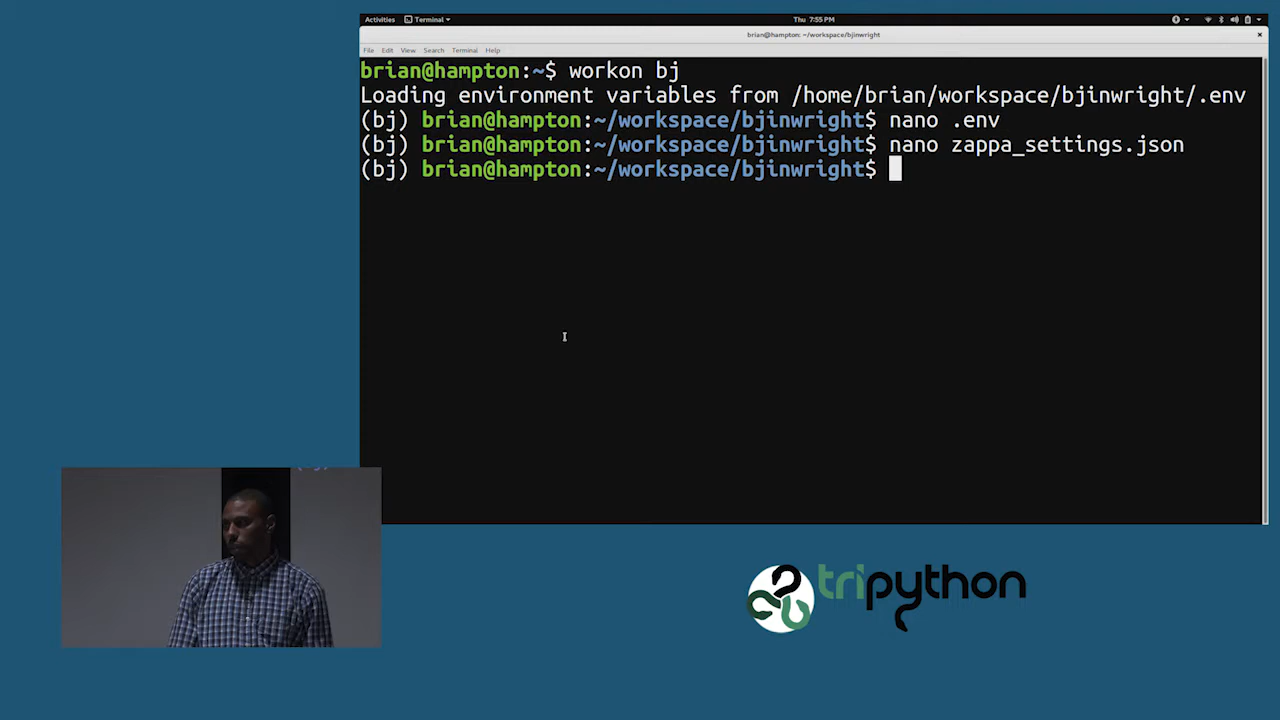 Activities Terminal Thu 7:55 PM
brian@hampton: ~/workspace/bjinwright
File Edit View Search Terminal Help
brian@hampton:~$ workon bj
Loading environment variables from /home/brian/workspace/bjinwright/.env
(bj) brian@hampton:~/workspace/bjinwright$ nano .env
(bj) brian@hampton:~/workspace/bjinwright$ nano zappa_settings.json
(bj) brian@hampton:~/workspace/bjinwright$
tripython